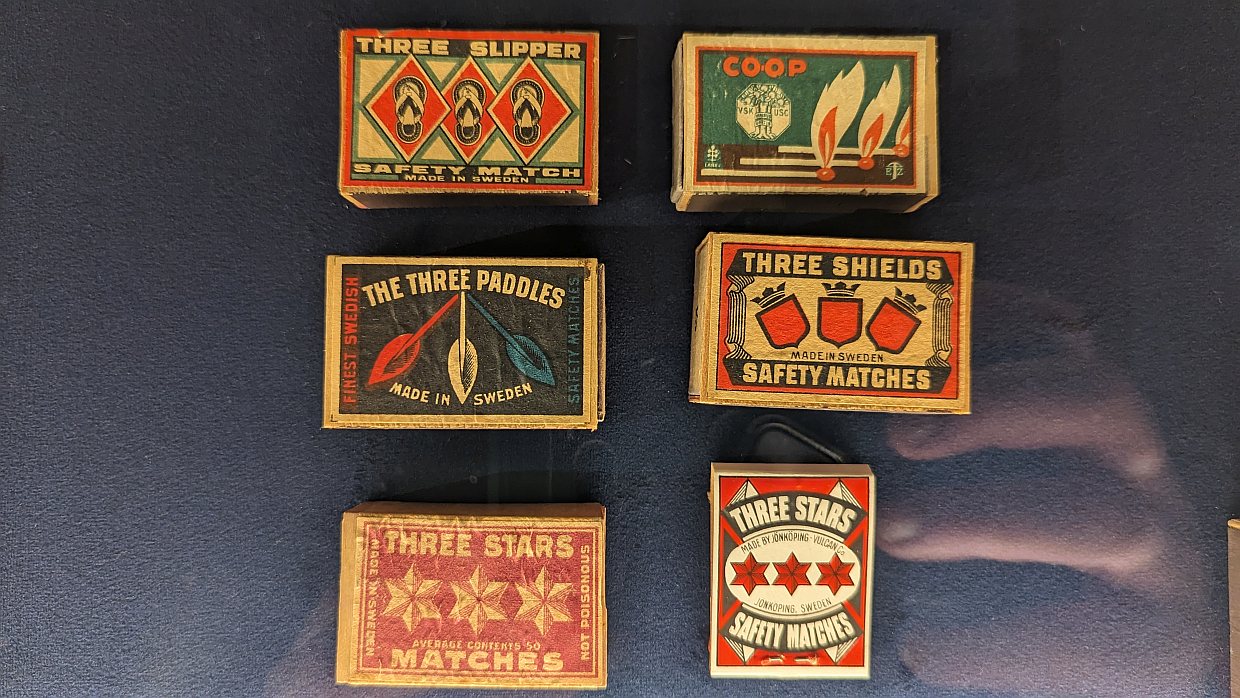 THREE SLIPPER
SAFETY MATCH
MADE IN SWEDEN
COOP
VSK USC
THE THREE PADDLES
FINEST SWEDISH
SAFETY MATCHES
MADE IN SWEDEN
THREE SHIELDS
MADE IN SWEDEN
SAFETY MATCHES
THREE STARS
MADE IN SWEDEN
NOT POISONOUS
AVERAGE CONTENTS 50
MATCHES
THREE STARS
MADE BY JÖNKÖPING-VULCAN Co
JÖNKÖPING, SWEDEN
SAFETY MATCHES